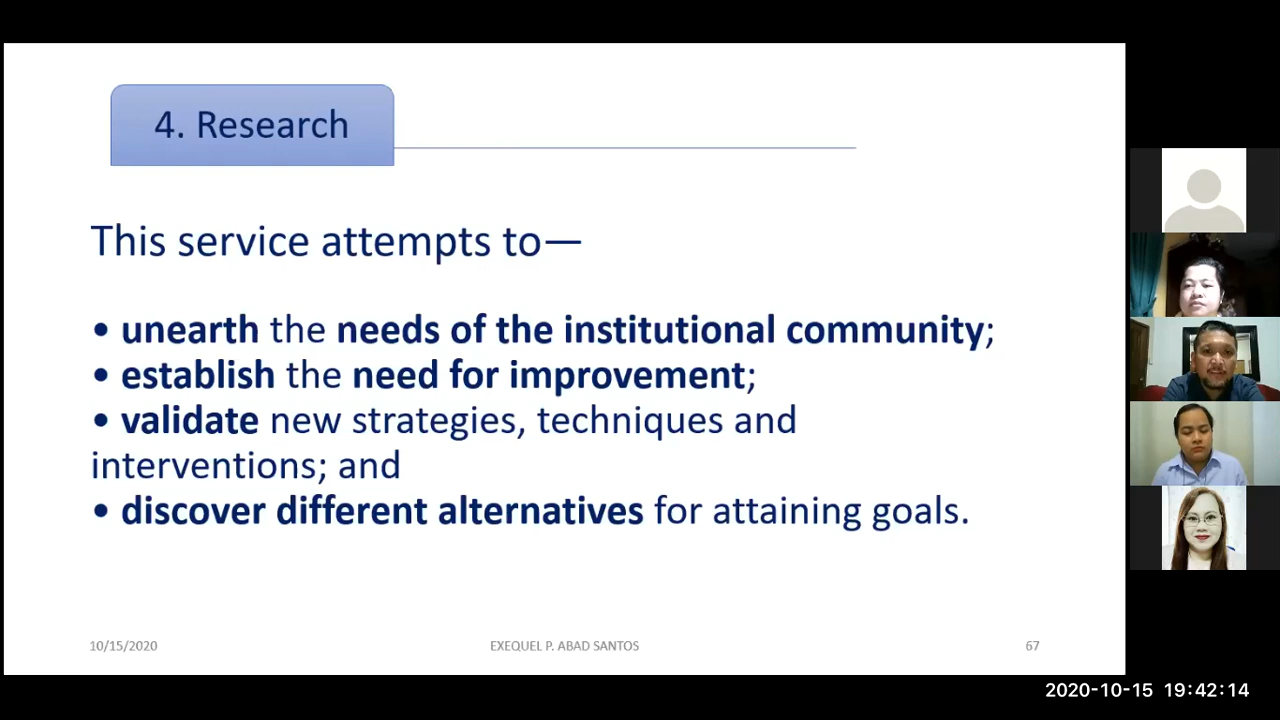 4. Research
This service attempts to—
• unearth the needs of the institutional community;
• establish the need for improvement;
• validate new strategies, techniques and
interventions; and
• discover different alternatives for attaining goals.
10/15/2020
EXEQUEL P. ABAD SANTOS
67
2020-10-15 19:42:14